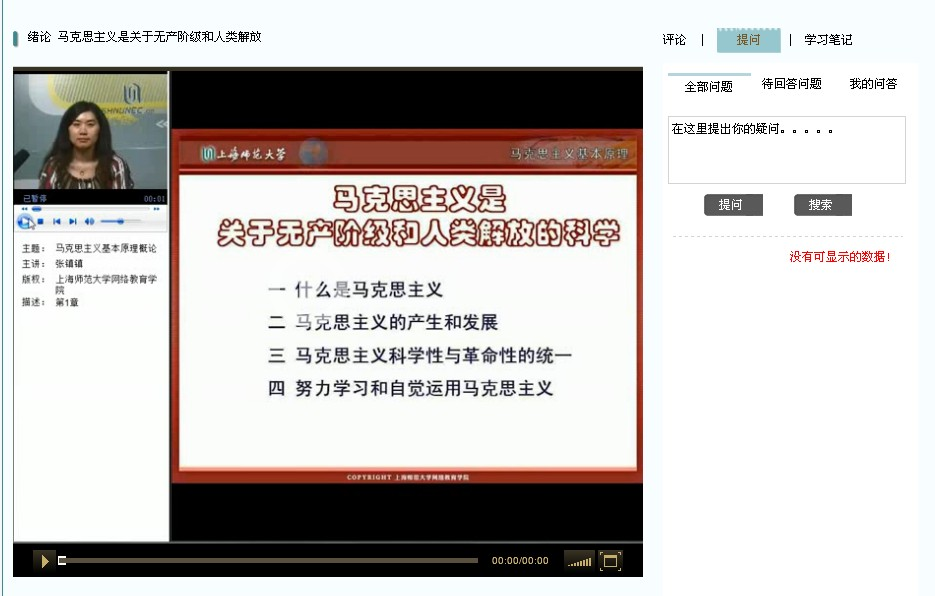 绪论 马克思主义是关于无产阶级和人类解放
评论 | 提问 | 学习笔记
全部问题 待回答问题 我的问答
在这里提出你的疑问。。。。。
提问 搜索
没有可显示的数据!
已暂停 00:01
主题： 马克思主义基本原理概论
主讲： 张镇镇
版权： 上海师范大学网络教育学
院
描述： 第1章
上海师范大学 马克思主义基本原理
马克思主义是
关于无产阶级和人类解放的科学
一 什么是马克思主义
二 马克思主义的产生和发展
三 马克思主义科学性与革命性的统一
四 努力学习和自觉运用马克思主义
COPYRIGHT 上海师范大学网络教育学院
00:00/00:00